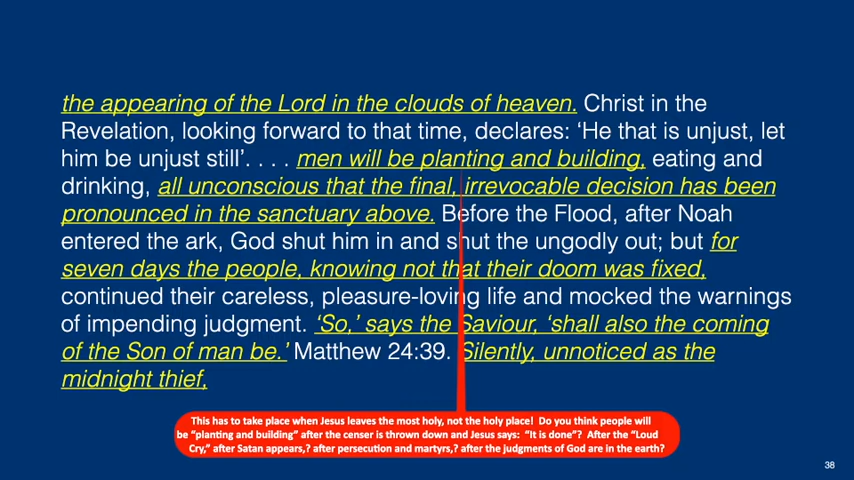 the appearing of the Lord in the clouds of heaven. Christ in the
Revelation, looking forward to that time, declares: ‘He that is unjust, let
him be unjust still’. . . . men will be planting and building, eating and
drinking, all unconscious that the final, irrevocable decision has been
pronounced in the sanctuary above. Before the Flood, after Noah
entered the ark, God shut him in and shut the ungodly out; but for
seven days the people, knowing not that their doom was fixed,
continued their careless, pleasure-loving life and mocked the warnings
of impending judgment. ‘So,’ says the Saviour, ‘shall also the coming
of the Son of man be.’ Matthew 24:39. Silently, unnoticed as the
midnight thief,
This has to take place when Jesus leaves the most holy, not the holy place! Do you think people will
be “planting and building” after the censer is thrown down and Jesus says: “It is done”? After the “Loud
Cry,” after Satan appears,? after persecution and martyrs,? after the judgments of God are in the earth?
38